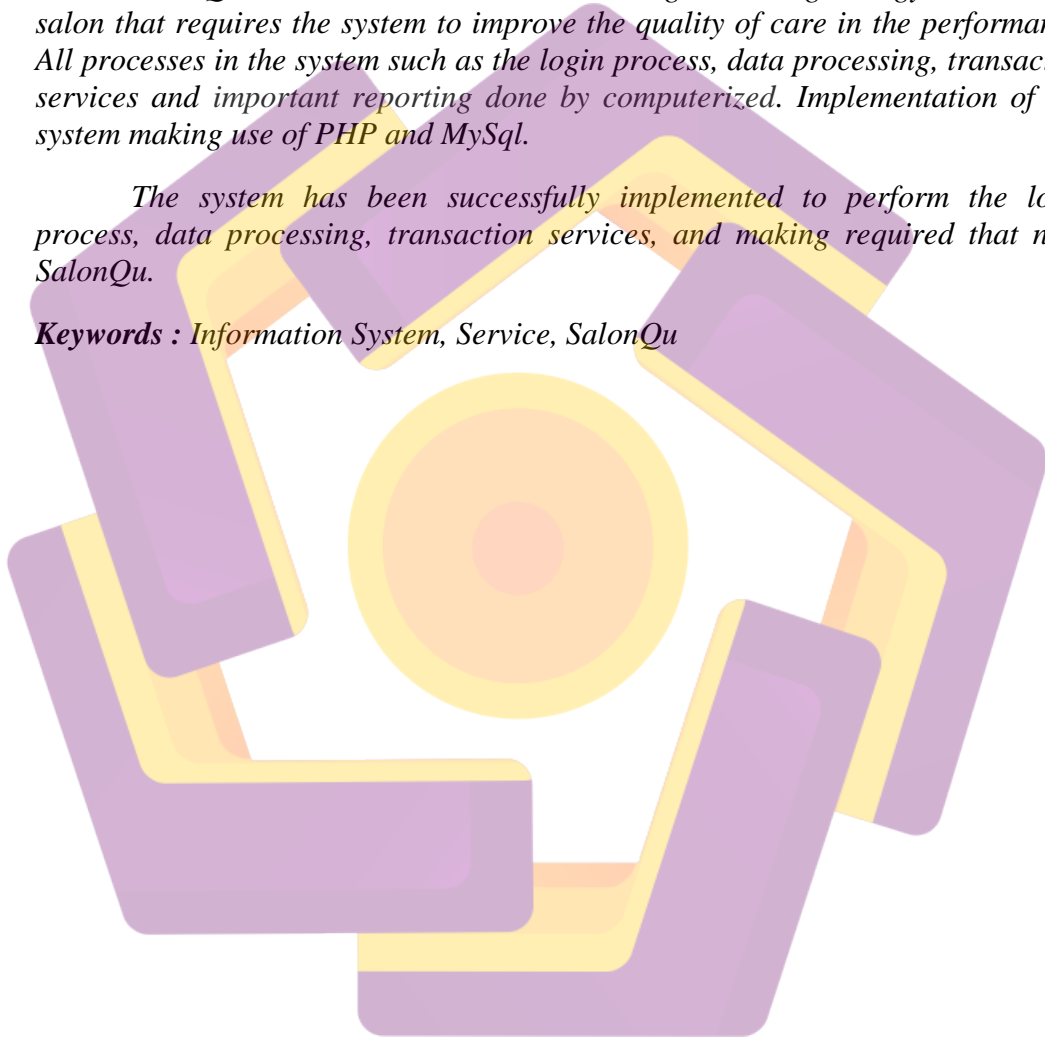 salon that requires the system to improve the quality of care in the
All processes in the system such as the login process, data processing,
services and important reporting done by computerized. Implementation of
system making use of PHP and MySql.
The system has been successfully implemented to perform the
process, data processing, transaction services, and making required that
SalonQu.
Keywords : Information System, Service, SalonQu